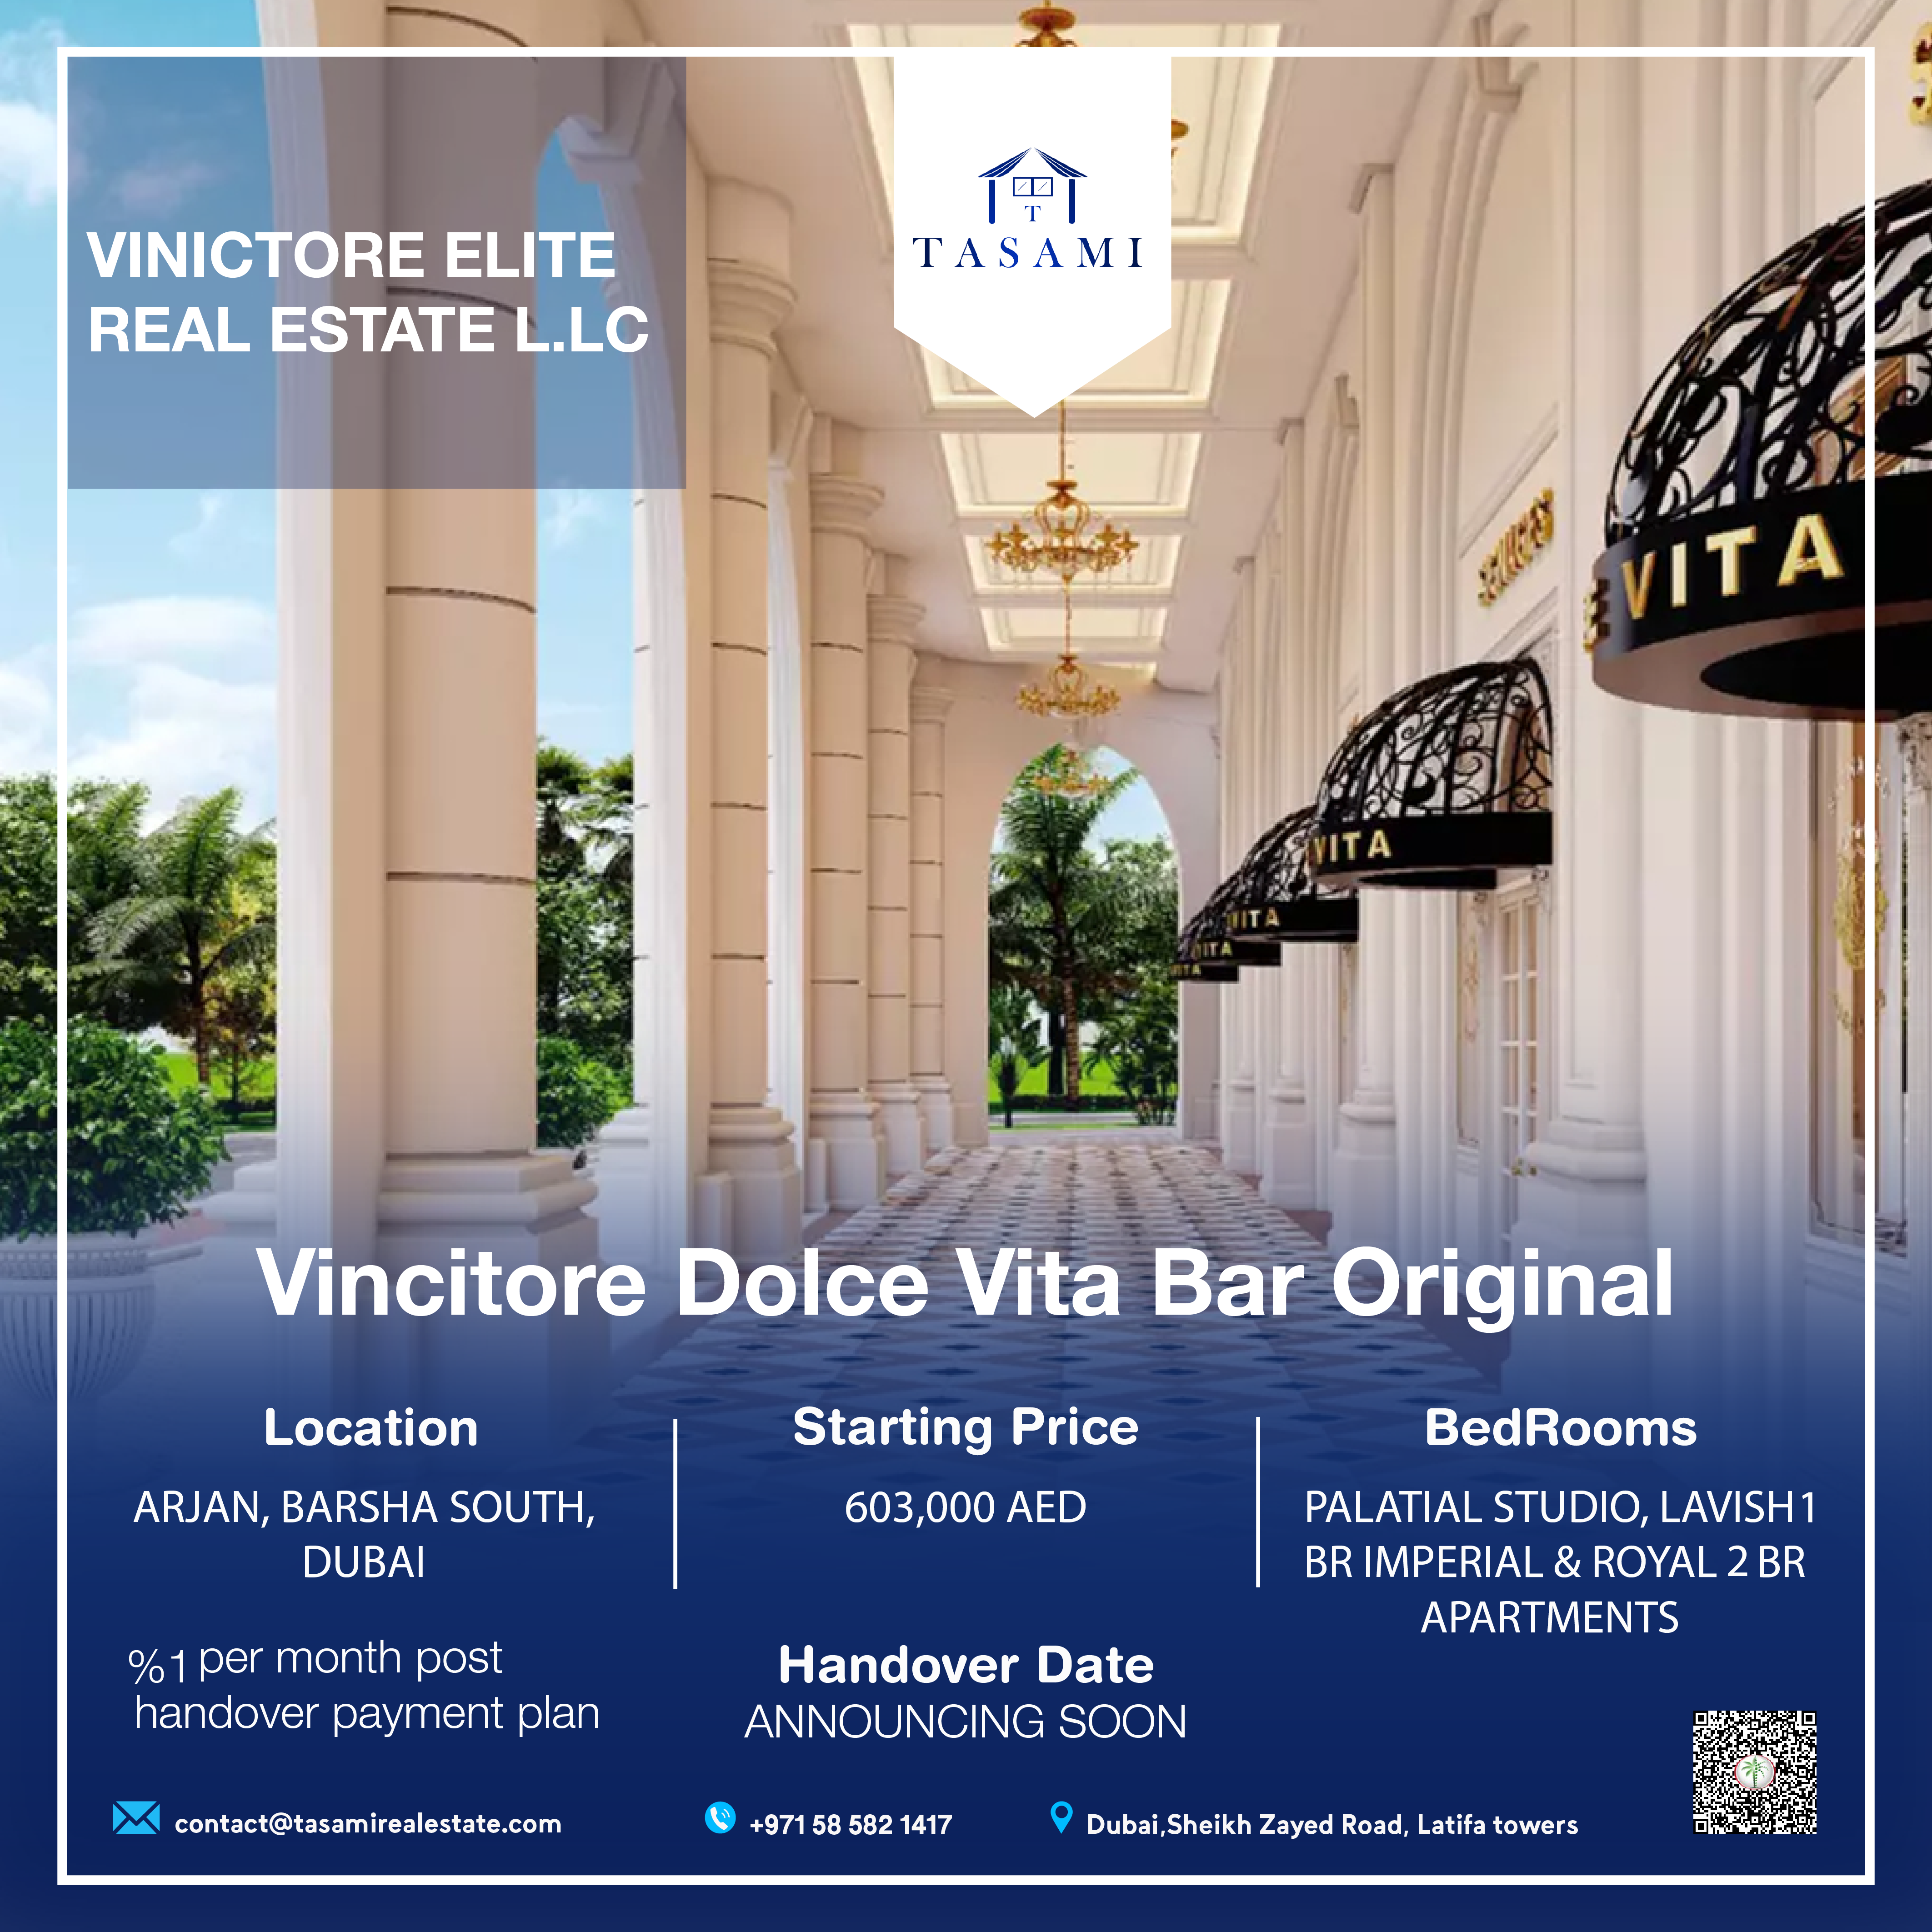 VINICTORE ELITE
REAL ESTATE L.LC
T
TASAMI
VITA
VITA
VITA
VITA
VITA
Vincitore Dolce Vita Bar Original
Location
ARJAN, BARSHA SOUTH,
DUBAI
Starting Price
603,000 AED
BedRooms
PALATIAL STUDIO, LAVISH 1
BR IMPERIAL & ROYAL 2 BR
APARTMENTS
%1 per month post
handover payment plan
Handover Date
ANNOUNCING SOON
contact@tasamirealestate.com
+971 58 582 1417
Dubai,Sheikh Zayed Road, Latifa towers